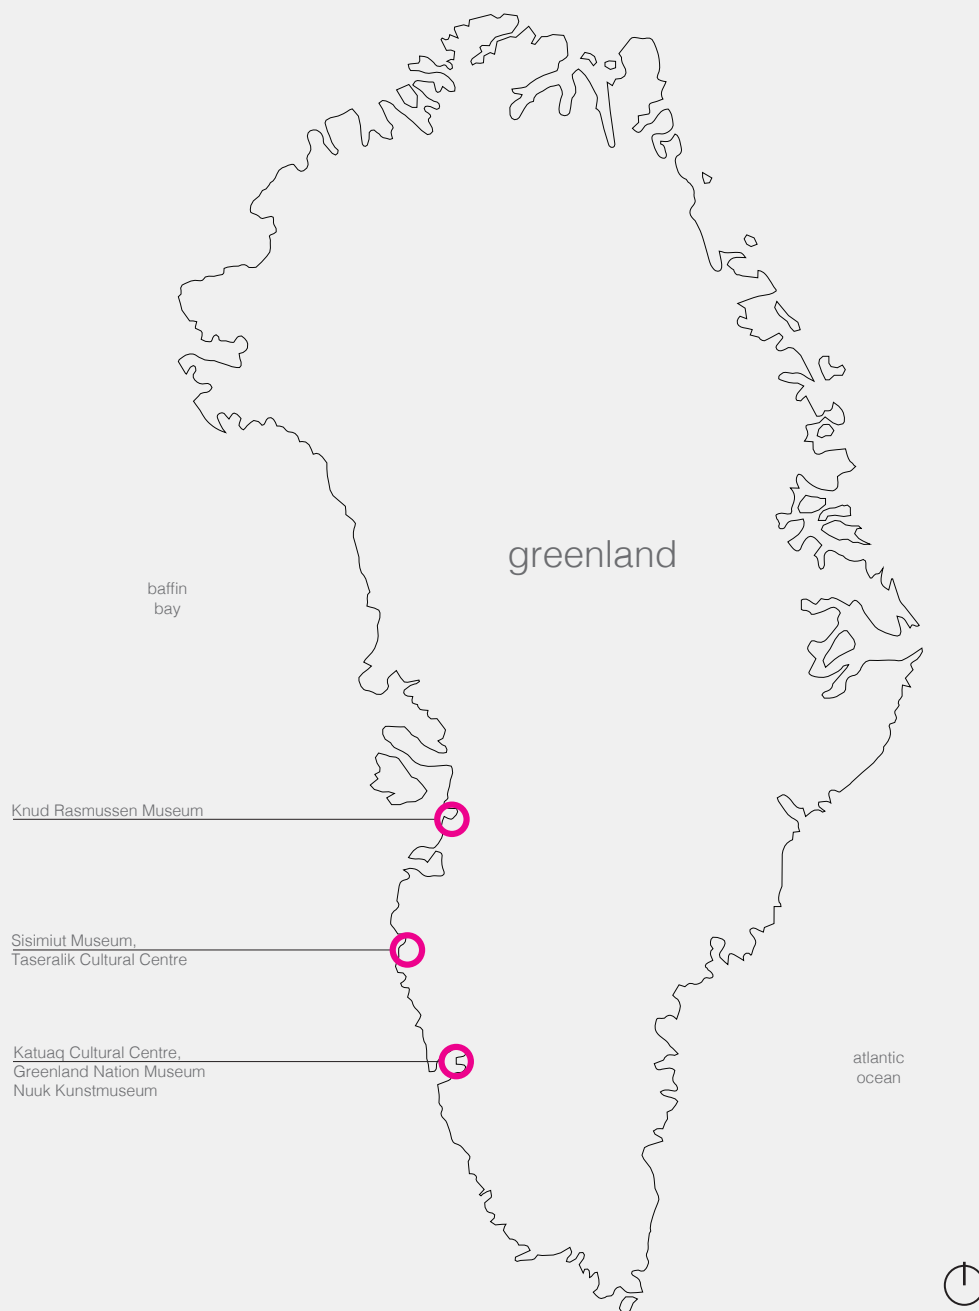 greenland
baffin
bay
Knud Rasmussen Museum
Sisimiut Museum,
Taseralik Cultural Centre
Katuaq Cultural Centre,
Greenland Nation Museum
Nuuk Kunstmuseum
atlantic
ocean